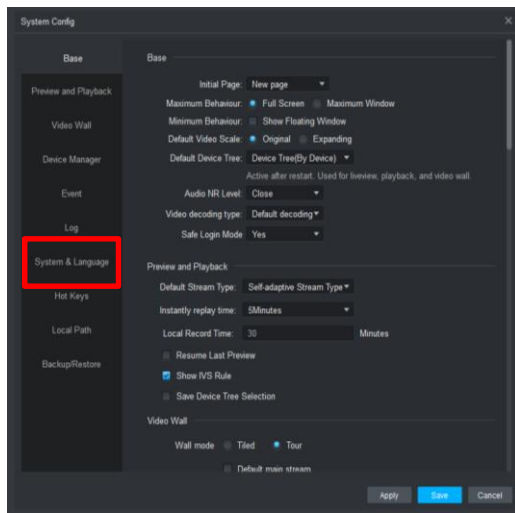 System Config
Base
Preview and Playback
Video Wall
Device Manager
Event
Log
System & Language
Hot Keys
Local Path
Backup/Restore
Base
Initial Page: New page
Maximum Behaviour: Full Screen Maximum Window
Minimum Behaviour: Show Floating Window
Default Video Scale: Original Expanding
Default Device Tree: Device Tree(By Device)
Active after restart. Used for liveview, playback, and video wall.
Audio NR Level: Close
Video decoding type: Default decoding
Safe Login Mode Yes
Preview and Playback
Default Stream Type: Self-adaptive Stream Type
Instantly replay time: 5Minutes
Local Record Time: 30 Minutes
Resume Last Preview
Show IVS Rule
Save Device Tree Selection
Video Wall
Wall mode Tiled Tour
Default main stream
Apply Save Cancel